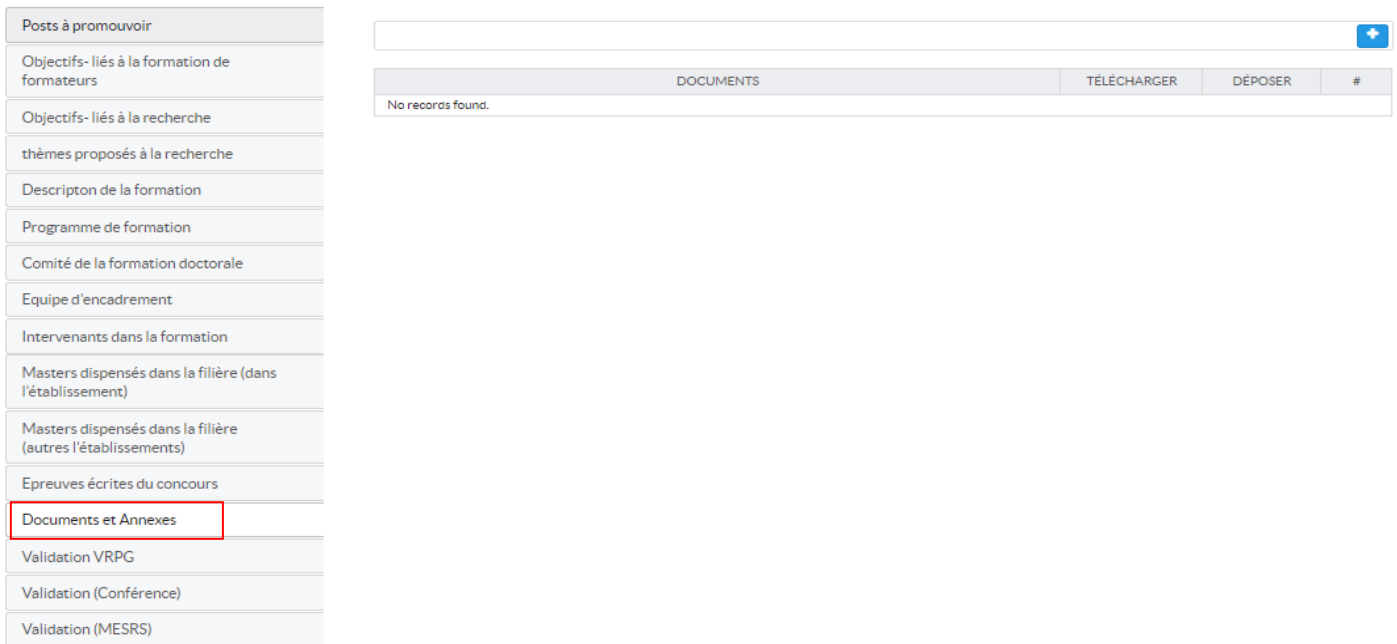 Posts à promouvoir
Objectifs- liés à la formation de
formateurs
Objectifs- liés à la recherche
thèmes proposés à la recherche
Descripton de la formation
Programme de formation
Comité de la formation doctorale
Equipe d'encadrement
Intervenants dans la formation
Masters dispensés dans la filière (dans
l'établissement)
Masters dispensés dans la filière
(autres l'établissements)
Epreuves écrites du concours
Documents et Annexes
Validation VRPG
Validation (Conférence)
Validation (MESRS)
DOCUMENTS TÉLÉCHARGER DÉPOSER #
No records found.